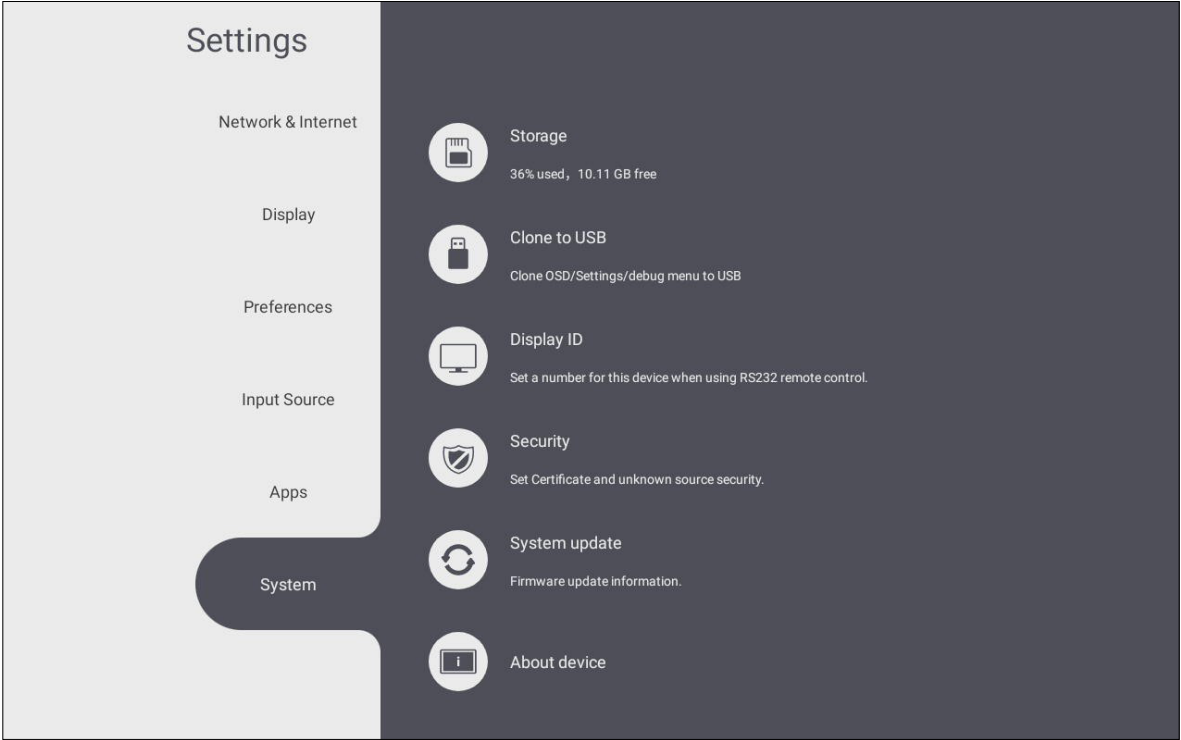 Settings
Network & Internet
Display
Preferences
Input Source
Apps
System
Storage
36% used，10.11 GB free
Clone to USB
Clone OSD/Settings/debug menu to USB
Display ID
Set a number for this device when using RS232 remote control.
Security
Set Certificate and unknown source security.
System update
Firmware update information.
i
About device